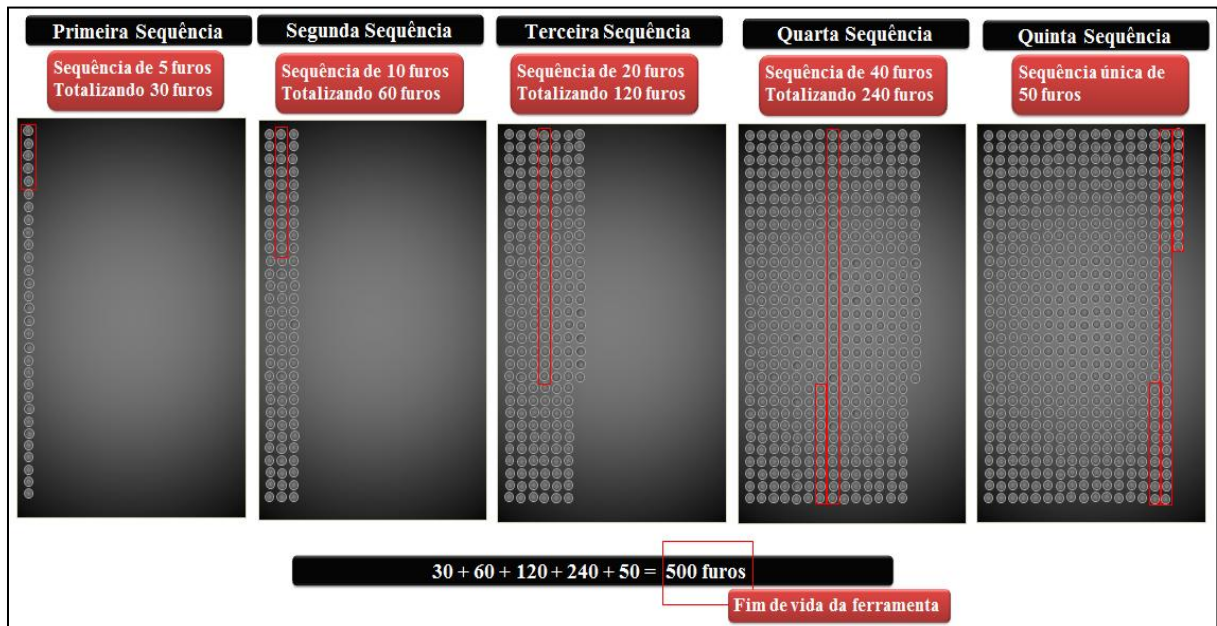 Primeira Sequência
Segunda Sequência
Terceira Sequência
Quarta Sequência
Quinta Sequência
Sequência de 5 furos
Totalizando 30 furos
Sequência de 10 furos
Totalizando 60 furos
Sequência de 20 furos
Totalizando 120 furos
Sequência de 40 furos
Totalizando 240 furos
Sequência única de
50 furos
30 + 60 + 120 + 240 + 50 = 500 furos
Fim de vida da ferramenta